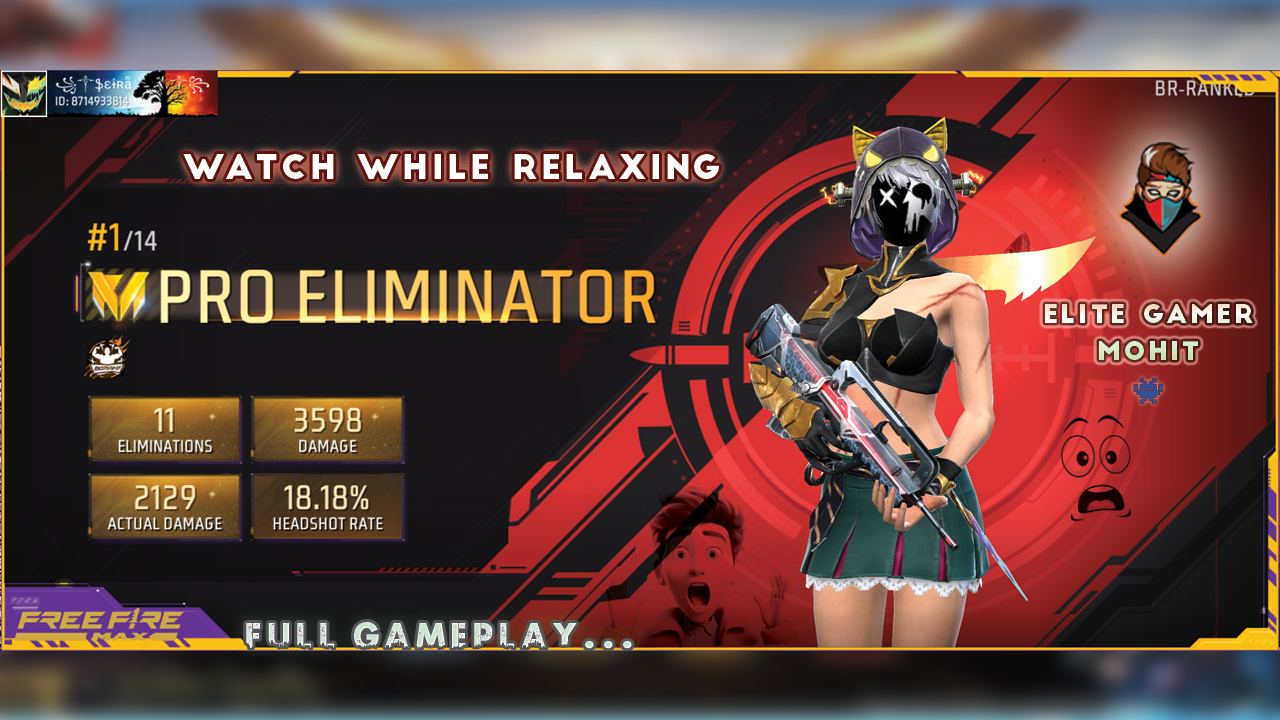 ID: 8714933814
BR-RANKED
WATCH WHILE RELAXING
#1/14
PRO ELIMINATOR
ELITE GAMER
MOHIT
11
ELIMINATIONS
3598
DAMAGE
2129
ACTUAL DAMAGE
18.18%
HEADSHOT RATE
FREE FIRE
MAX
FULL GAMEPLAY...